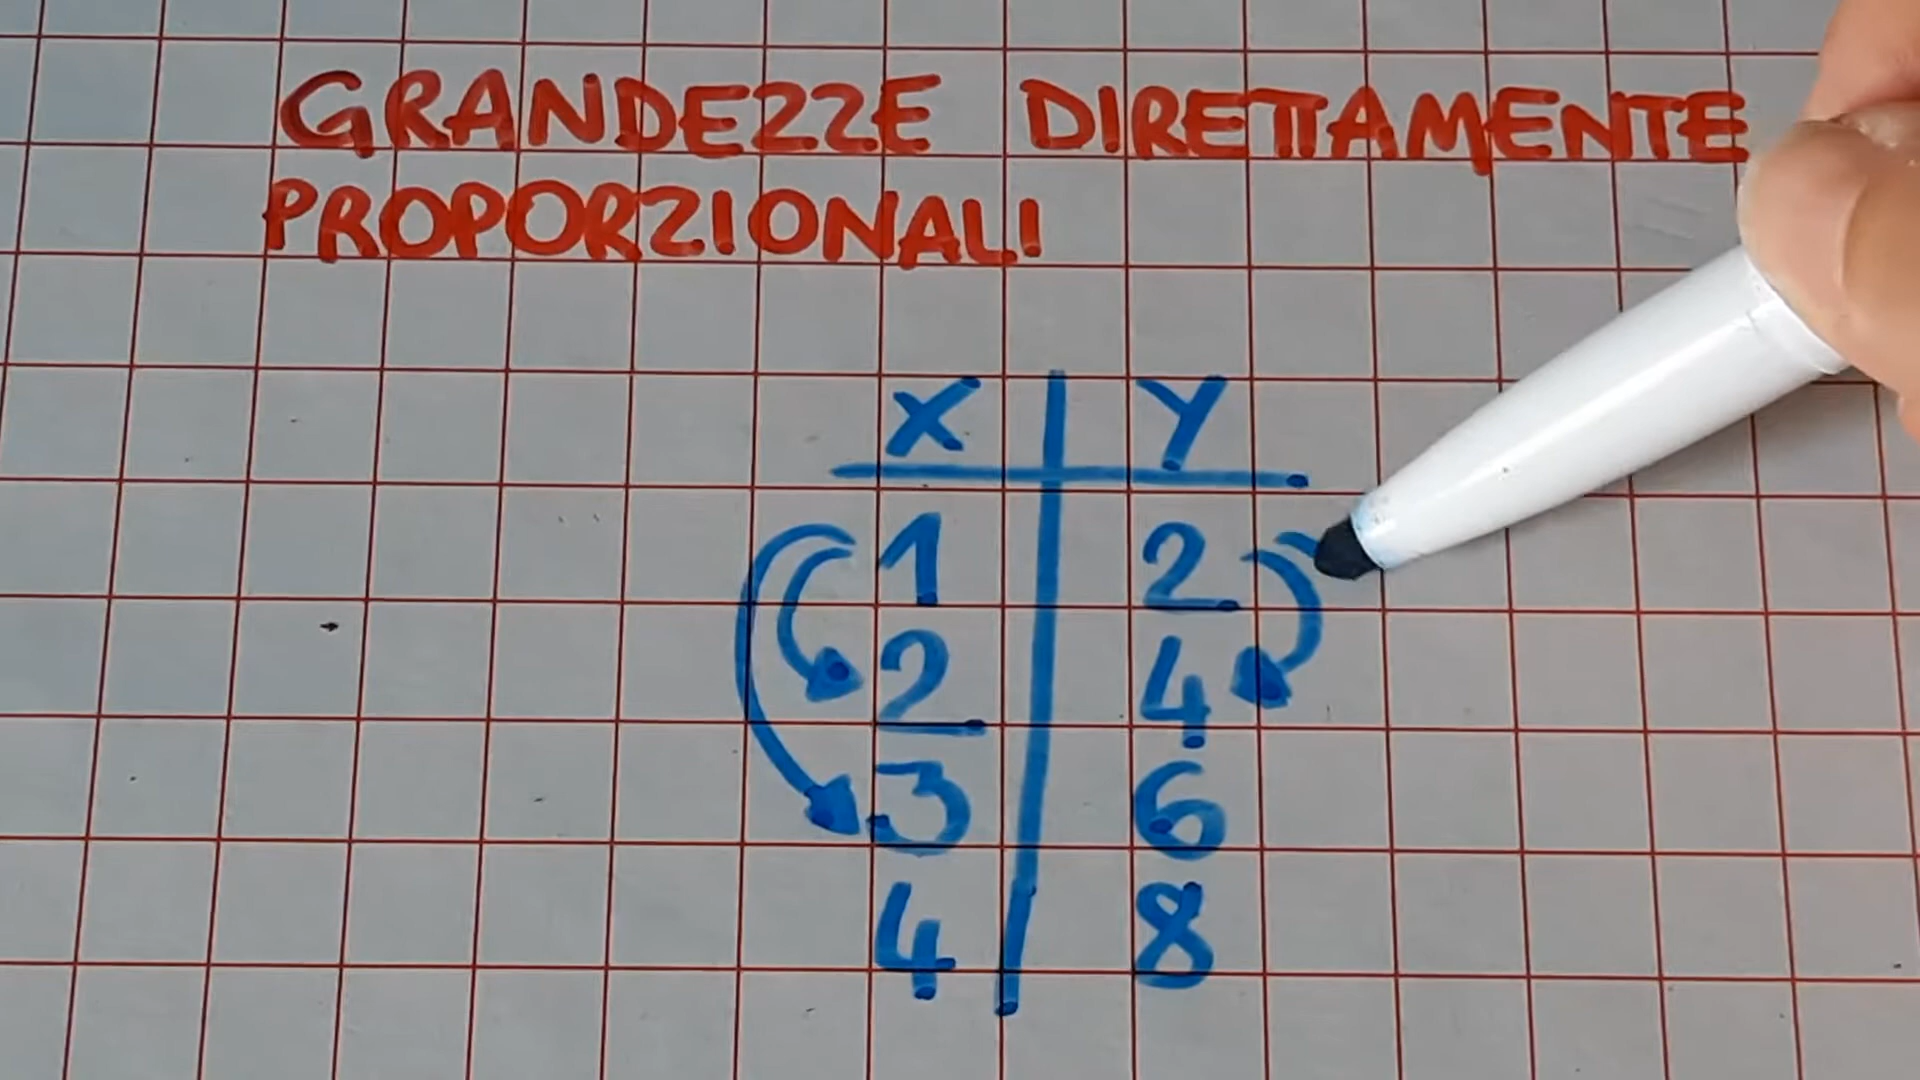 GRANDEZZE DIRETTAMENTE
PROPORZIONALI
X Y
1 2
2 4
3 6
4 8